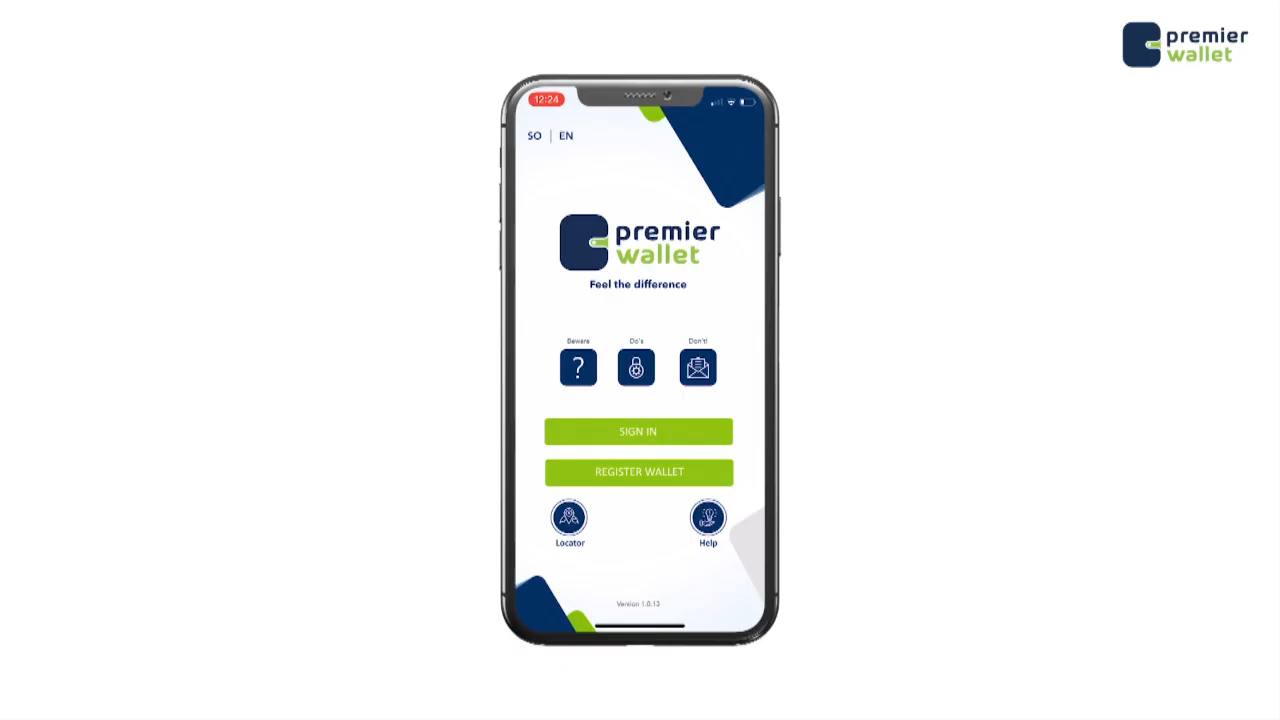 premier
wallet
12:24
SO | EN
premier
wallet
Feel the difference
Beware
Do's
Don't!
?
SIGN IN
REGISTER WALLET
Locator
Help
Version 1.0.13